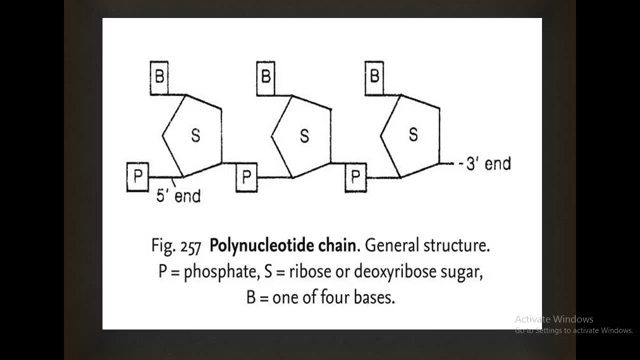 B B B
S S S
P P P -3' end
5' end
Fig. 257 Polynucleotide chain. General structure.
P = phosphate, S = ribose or deoxyribose sugar,
B = one of four bases.
Activate Windows
Go to Settings to activate Windows.